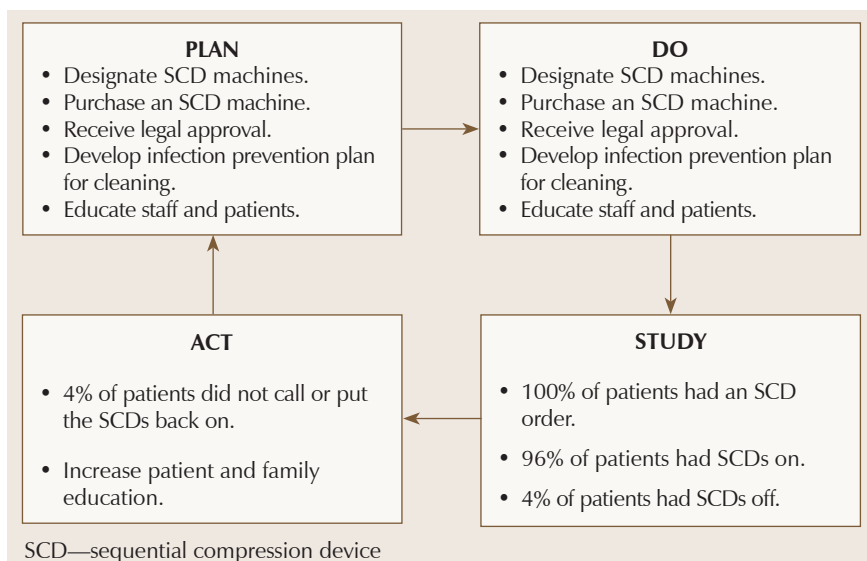 PLAN
• Designate SCD machines.
• Purchase an SCD machine.
• Receive legal approval.
• Develop infection prevention plan
for cleaning.
• Educate staff and patients.
DO
• Designate SCD machines.
• Purchase an SCD machine.
• Receive legal approval.
• Develop infection prevention plan
for cleaning.
• Educate staff and patients.
ACT
• 4% of patients did not call or put
the SCDs back on.
• Increase patient and family
education.
STUDY
• 100% of patients had an SCD
order.
• 96% of patients had SCDs on.
• 4% of patients had SCDs off.
SCD—sequential compression device